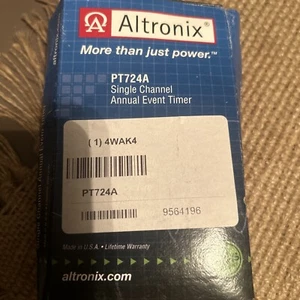 Altronix®
More than just power.™
PT724A
Single Channel
Annual Event Timer
( 1) 4WAK4
PT724A
9564196
Made in U.S.A. • Lifetime Warranty
altronix.com